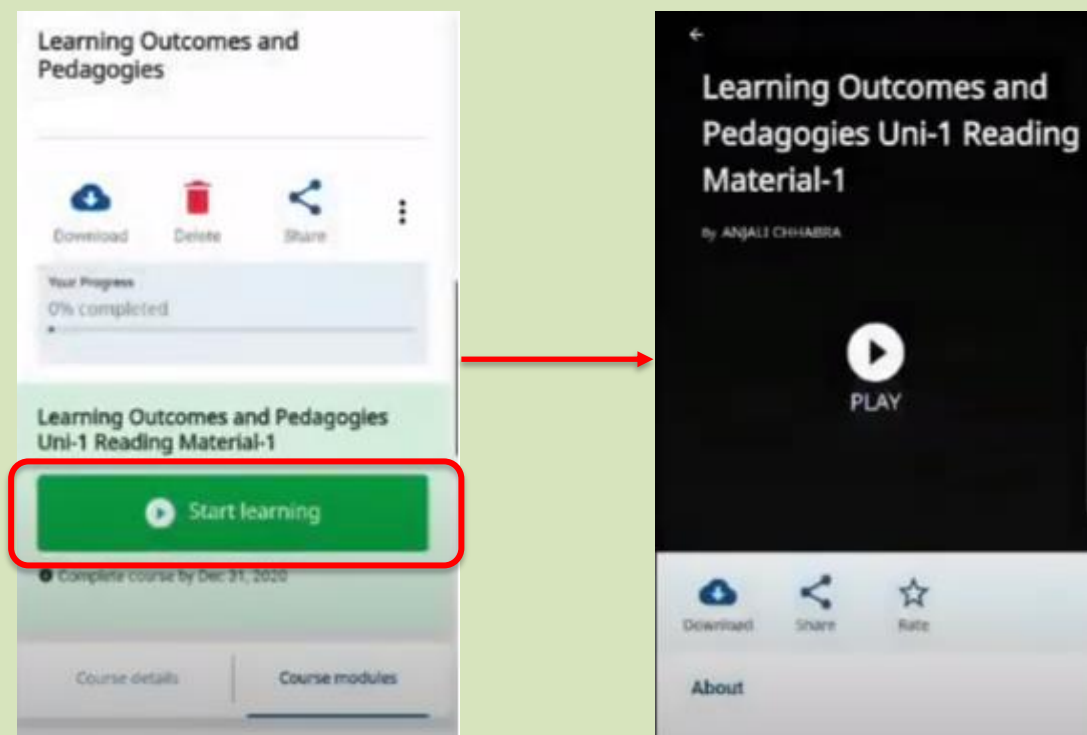 Learning Outcomes and
Pedagogies
Download Delete Share
Your Progress
0% completed
Learning Outcomes and Pedagogies
Uni-1 Reading Material-1
Start learning
Complete course by Dec 31, 2020
Course details Course modules
Learning Outcomes and
Pedagogies Uni-1 Reading
Material-1
By ANJALI CHHABRA
PLAY
Download Share Rate
About